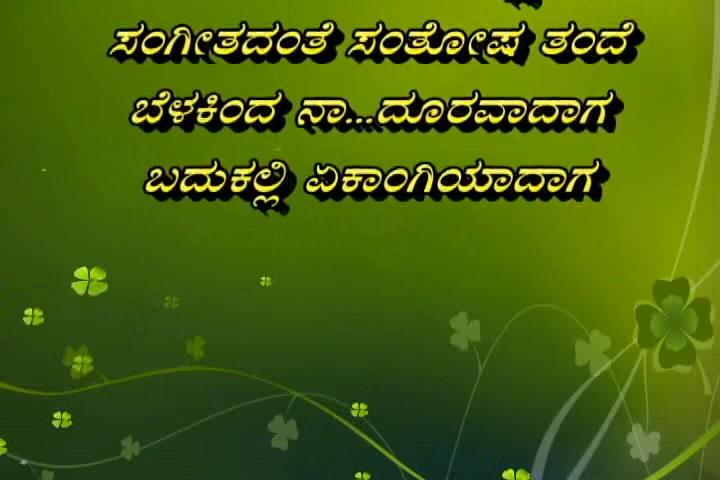 ಸಂಗೀತದಂತೆ ಸಂತೋಷ ತಂದೆ
ಬೆಳಕಿಂದ ನಾ...ದೂರವಾದಾಗ
ಬದುಕಲ್ಲಿ ಏಕಾಂಗಿಯಾದಾಗ